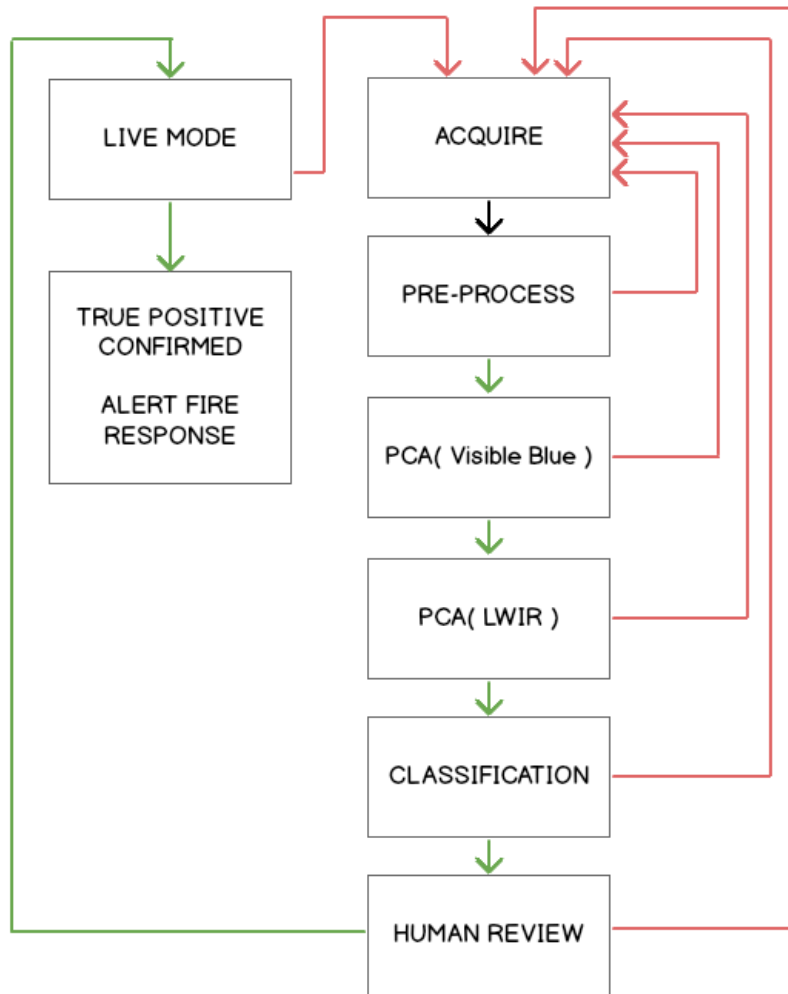 LIVE MODE
TRUE POSITIVE
CONFIRMED
ALERT FIRE
RESPONSE
ACQUIRE
PRE-PROCESS
PCA( Visible Blue )
PCA( LWIR )
CLASSIFICATION
HUMAN REVIEW